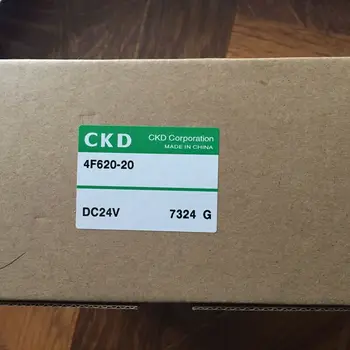 CKD CKD Corporation
MADE IN CHINA
4F620-20
DC24V 7324 G